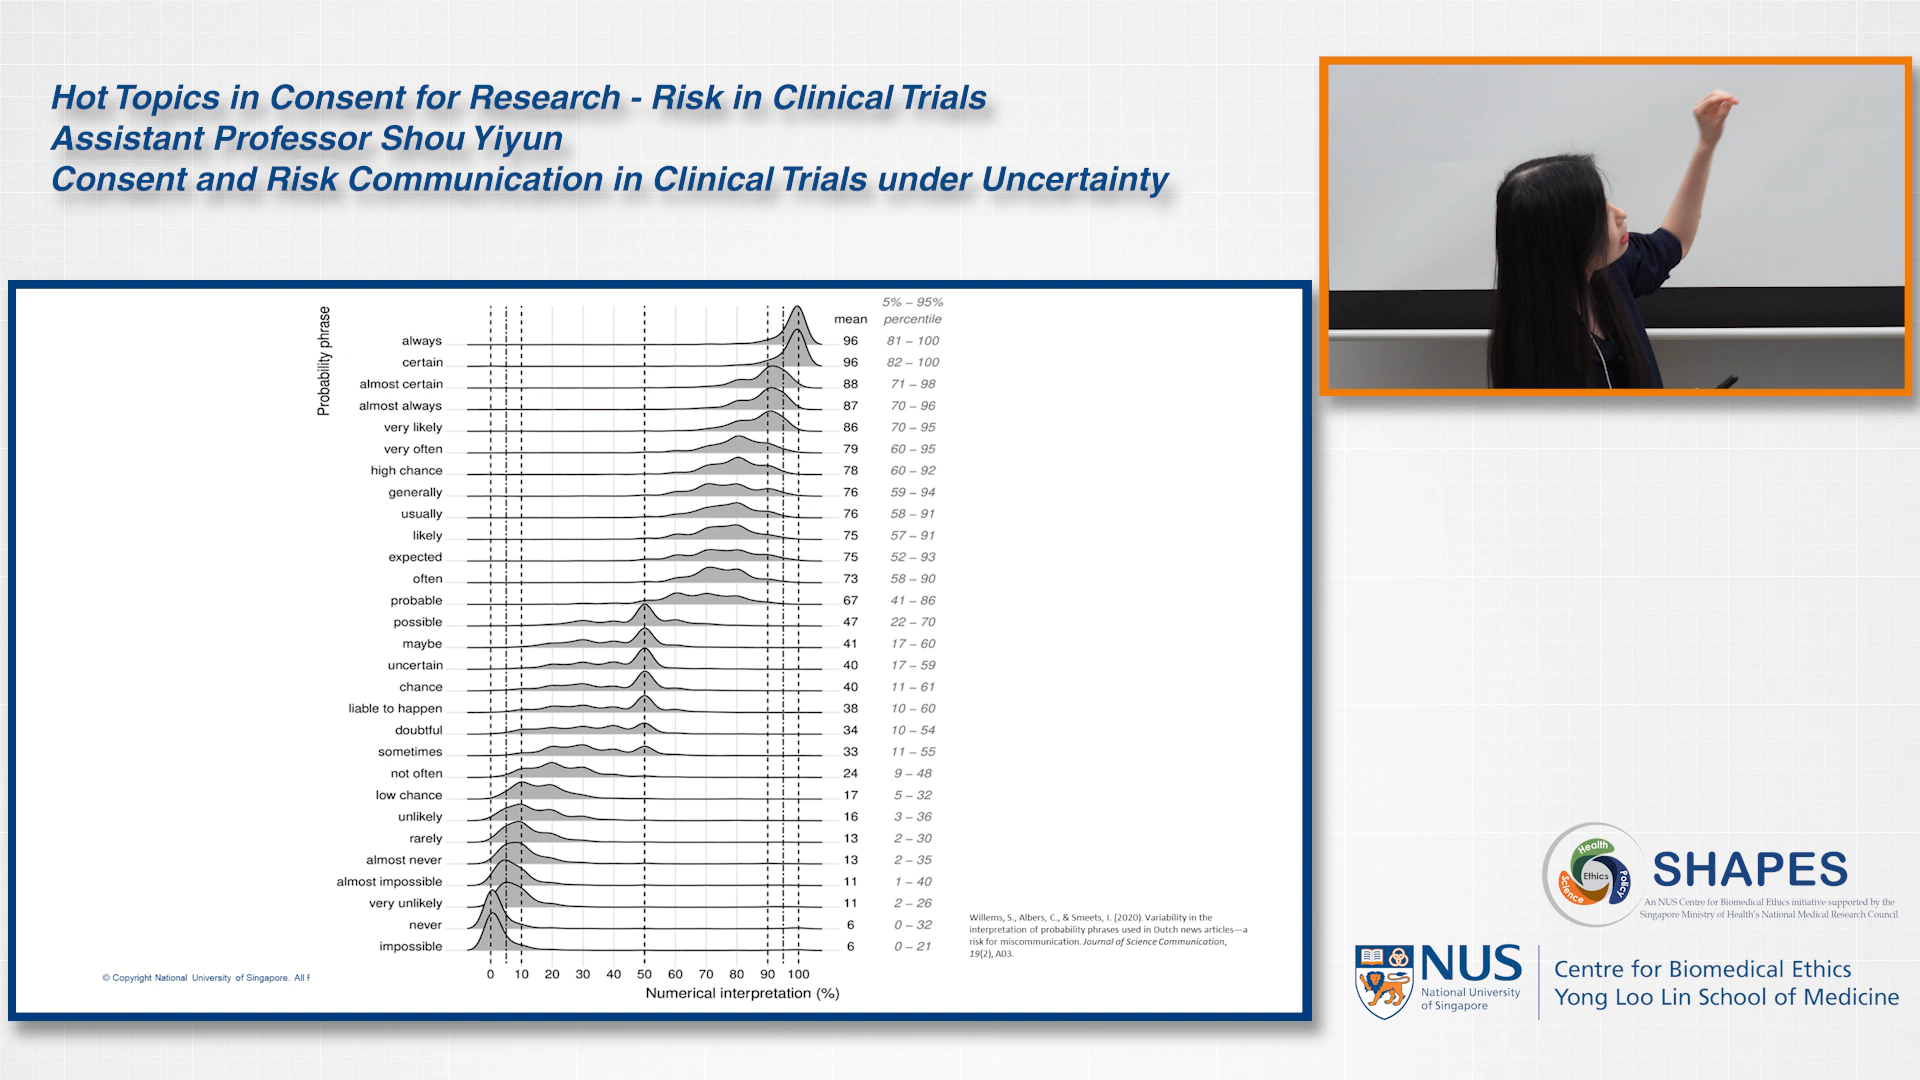 Hot Topics in Consent for Research - Risk in Clinical Trials
Assistant Professor Shou Yiyun
Consent and Risk Communication in Clinical Trials under Uncertainty
Probability phrase
5% – 95%
mean percentile
always 96 81 – 100
certain 96 82 – 100
almost certain 88 71 – 98
almost always 87 70 – 96
very likely 86 70 – 95
very often 79 60 – 95
high chance 78 60 – 92
generally 76 59 – 94
usually 76 58 – 91
likely 75 57 – 91
expected 75 52 – 93
often 73 58 – 90
probable 67 41 – 86
possible 47 22 – 70
maybe 41 17 – 60
uncertain 40 17 – 59
chance 40 11 – 61
liable to happen 38 10 – 60
doubtful 34 10 – 54
sometimes 33 11 – 55
not often 24 9 – 48
low chance 17 5 – 32
unlikely 16 3 – 36
rarely 13 2 – 30
almost never 13 2 – 35
almost impossible 11 1 – 40
very unlikely 11 2 – 26
never 6 0 – 32
impossible 6 0 – 21
0 10 20 30 40 50 60 70 80 90 100
Numerical interpretation (%)
Willems, S., Albers, C., & Smeets, I. (2020). Variability in the
interpretation of probability phrases used in Dutch news articles—a
risk for miscommunication. Journal of Science Communication,
19(2), A03.
© Copyright National University of Singapore. All
Health
Ethics
Science
Policy
SHAPES
An NUS Centre for Biomedical Ethics initiative supported by the
Singapore Ministry of Health's National Medical Research Council
NUS
National University
of Singapore
Centre for Biomedical Ethics
Yong Loo Lin School of Medicine